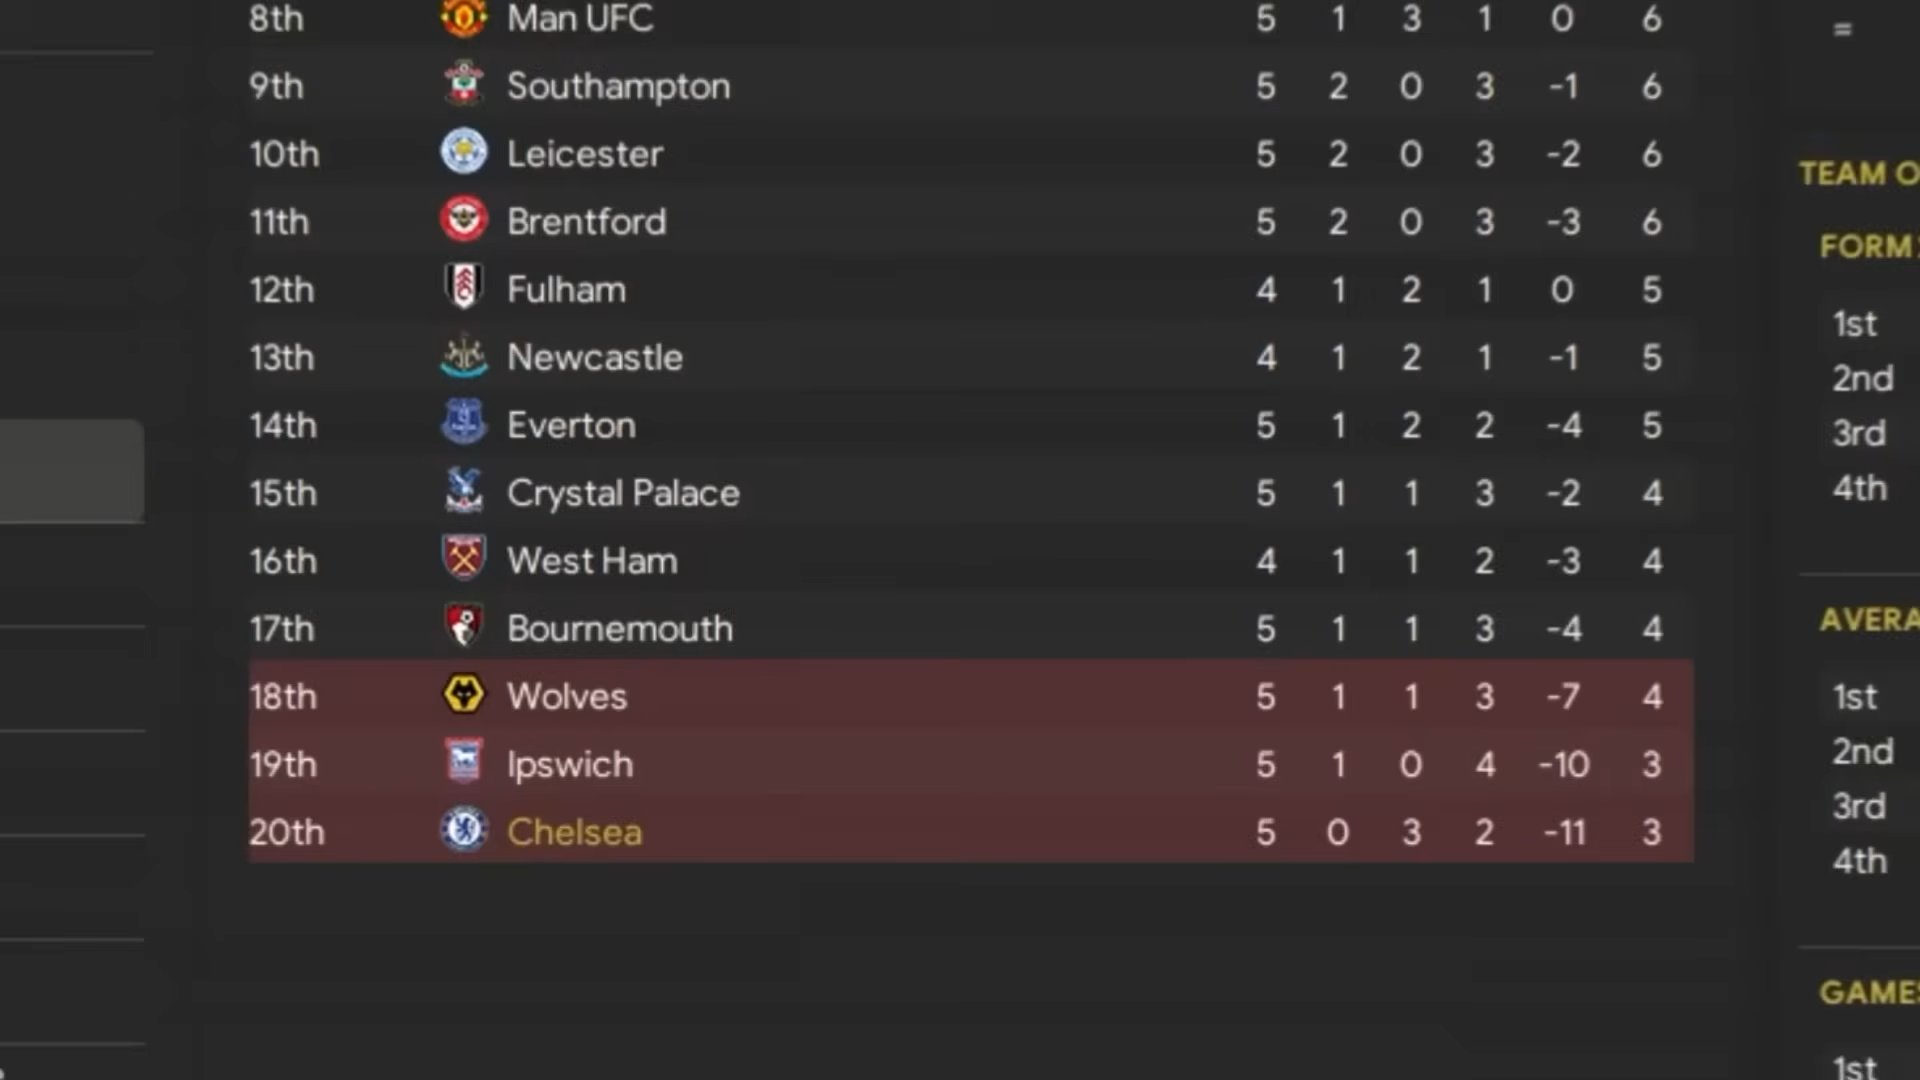 8th Man UFC 5 1 3 1 0 6
=
9th Southampton 5 2 0 3 -1 6
10th Leicester 5 2 0 3 -2 6
TEAM O
11th Brentford 5 2 0 3 -3 6
FORM
12th Fulham 4 1 2 1 0 5
1st
13th Newcastle 4 1 2 1 -1 5
2nd
14th Everton 5 1 2 2 -4 5
3rd
15th Crystal Palace 5 1 1 3 -2 4
4th
16th West Ham 4 1 1 2 -3 4
17th Bournemouth 5 1 1 3 -4 4
AVERA
18th Wolves 5 1 1 3 -7 4
1st
19th Ipswich 5 1 0 4 -10 3
2nd
20th Chelsea 5 0 3 2 -11 3
3rd
4th
GAMES
1st